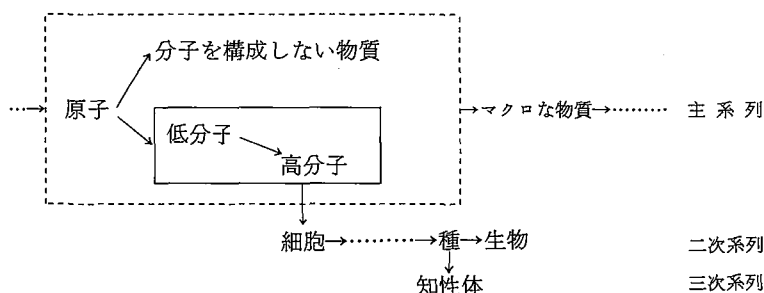 分子を構成しない物質
…→ 原子 →マクロな物質→……… 主系列
低分子
高分子
細胞→………→種→生物 二次系列
知性体 三次系列